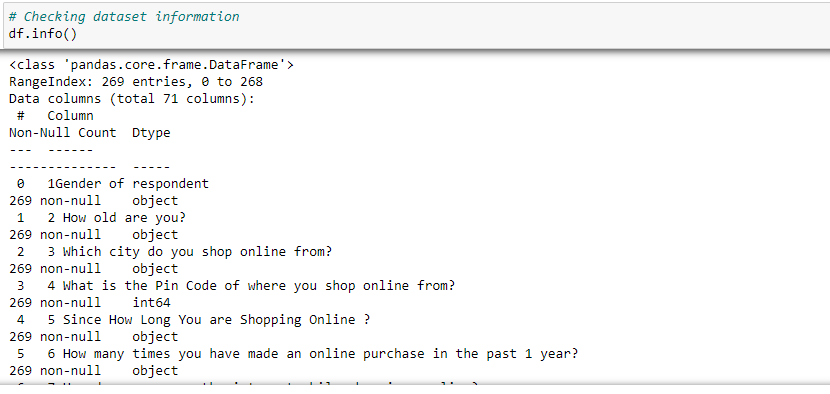 # Checking dataset information
df.info()
<class 'pandas.core.frame.DataFrame'>
RangeIndex: 269 entries, 0 to 268
Data columns (total 71 columns):
 #   Column
Non-Null Count  Dtype
---  ------
--------------  -----
 0   1Gender of respondent
269 non-null    object
 1   2 How old are you?
269 non-null    object
 2   3 Which city do you shop online from?
269 non-null    object
 3   4 What is the Pin Code of where you shop online from?
269 non-null    int64
 4   5 Since How Long You are Shopping Online ?
269 non-null    object
 5   6 How many times you have made an online purchase in the past 1 year?
269 non-null    object